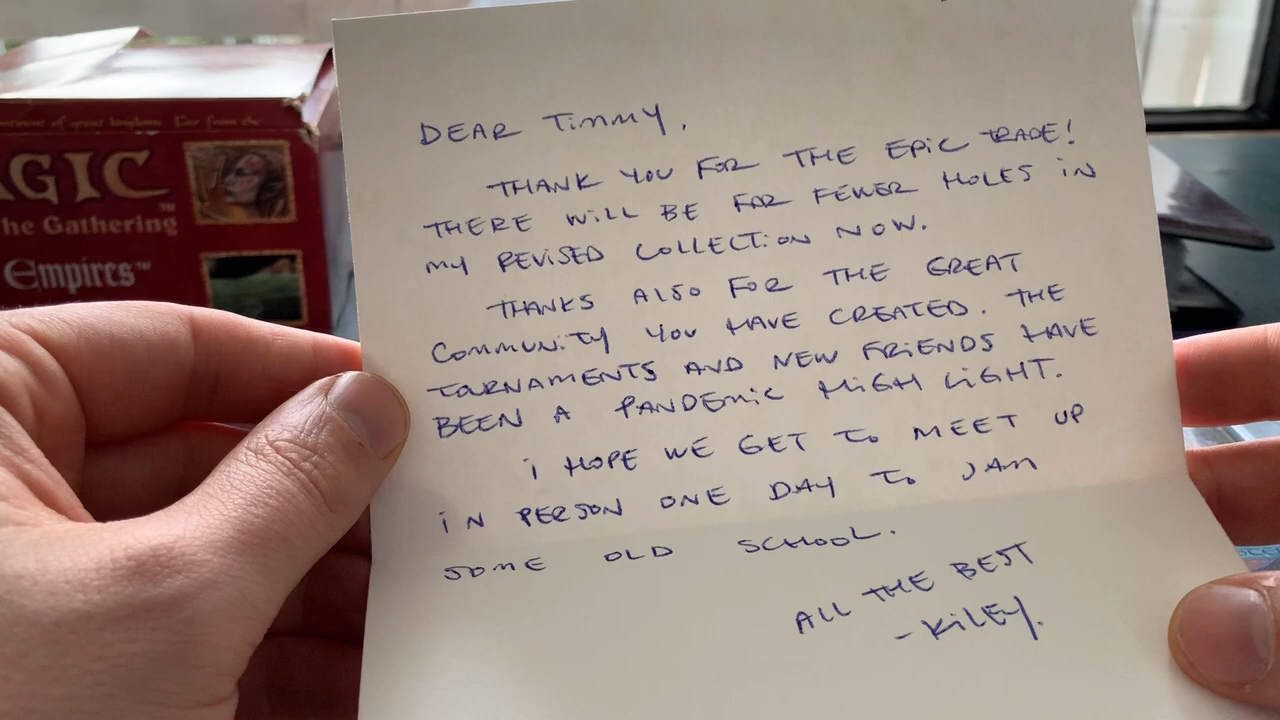 AGIC
The Gathering
Empires™
DEAR TIMMY,
THANK YOU FOR THE EPIC TRADE!
THERE WILL BE FAR FEWER HOLES IN
MY REVISED COLLECTION NOW.
THANKS ALSO FOR THE GREAT
COMMUNITY YOU HAVE CREATED. THE
TOURNAMENTS AND NEW FRIENDS HAVE
BEEN A PANDEMIC HIGH LIGHT.
I HOPE WE GET TO MEET UP
IN PERSON ONE DAY TO JAM
SOME OLD SCHOOL.
ALL THE BEST
-KILEY.